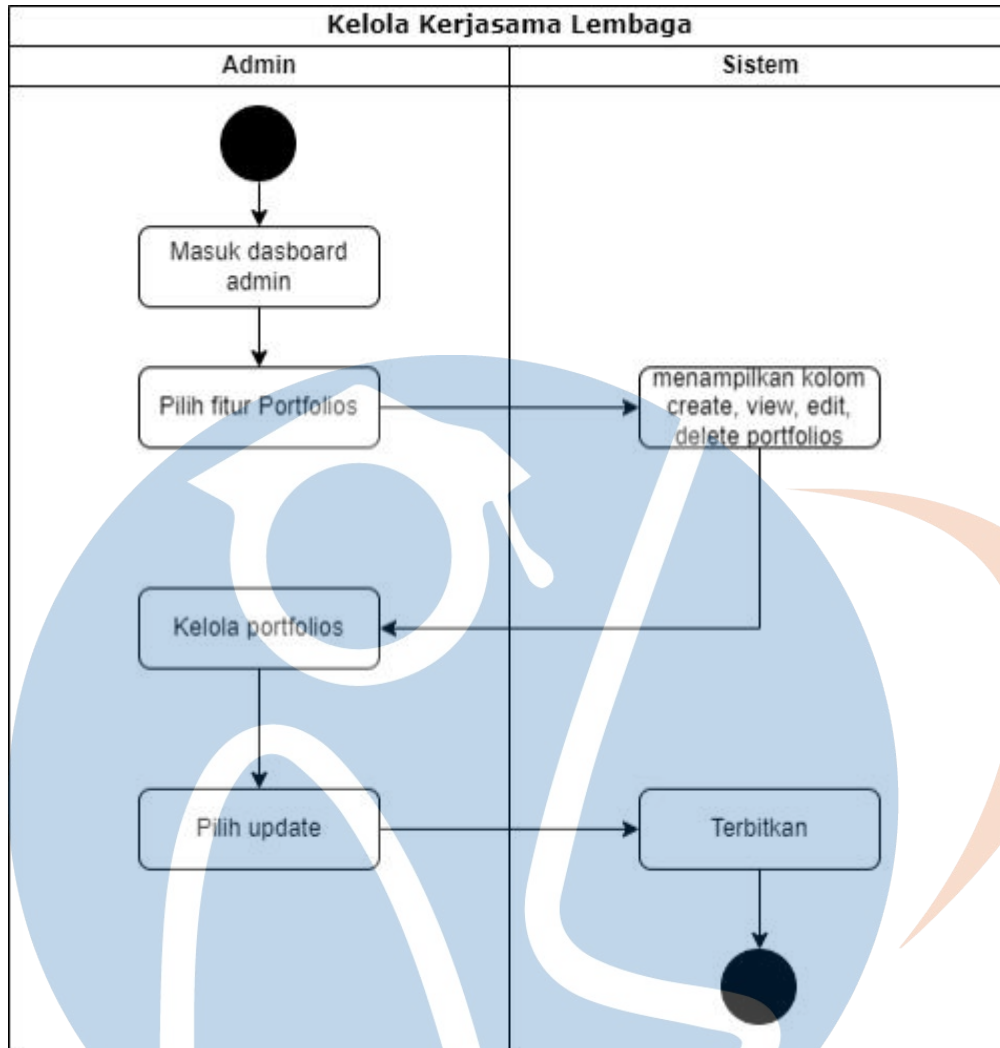 Kelola Kerjasama Lembaga
Admin
Sistem
Masuk dasboard
admin
Pilih fitur Portfolios
menampilkan kolom
create, view, edit,
delete portfolios
Kelola portfolios
Pilih update
Terbitkan